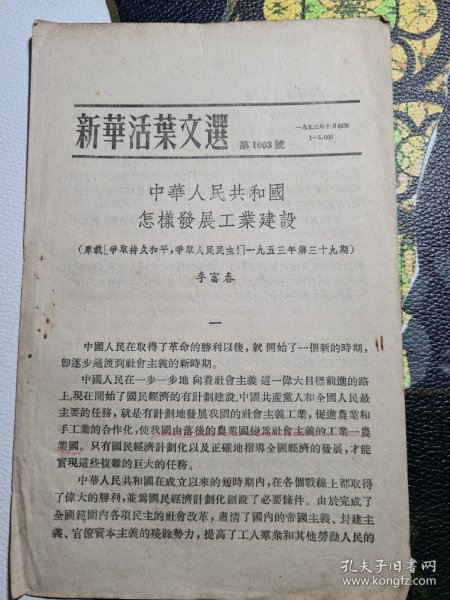 新華活葉文選
第1003號
一九五三年十月初版
1—5,000
中華人民共和國
怎樣發展工業建設
(原載「爭取持久和平,爭取人民民主!」一九五三年第三十九期)
李富春
一
中國人民在取得了革命的勝利以後,就開始了一個新的時期,
卽逐步過渡到社會主義的新時期。
中國人民在一步一步地向着社會主義這一偉大目標前進的路
上,現在開始了國民經濟的有計劃建設。中國共產黨人和全國人民最
主要的任務,就是有計劃地發展我國的社會主義工業,促進農業和
手工業的合作化,使我國由落後的農業國變爲社會主義的工業—農
業國。只有國民經濟計劃化以及正確地指導全國經濟的發展,才能
實現這些復雜的巨大的任務。
中華人民共和國在成立以來的短時期內,在各個戰線上都取得
了偉大的勝利,並爲國民經濟計劃化創設了必要條件。由於完成了
全國範圍內各項民主的社會改革,肅清了國內的帝國主義、封建主
義、官僚資本主義的殘餘勢力,提高了工人羣衆和其他勞動人民的
孔夫子旧书网